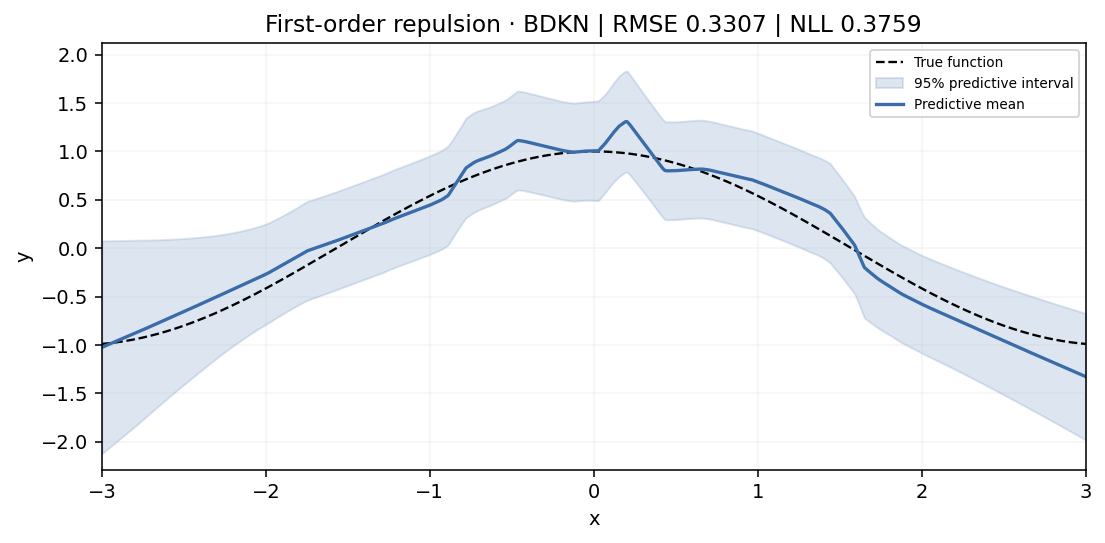 First-order repulsion · BDKN | RMSE 0.3307 | NLL 0.3759
True function
95% predictive interval
Predictive mean
2.0
1.5
1.0
0.5
0.0
−0.5
−1.0
−1.5
−2.0
y
−3
−2
−1
0
1
2
3
x